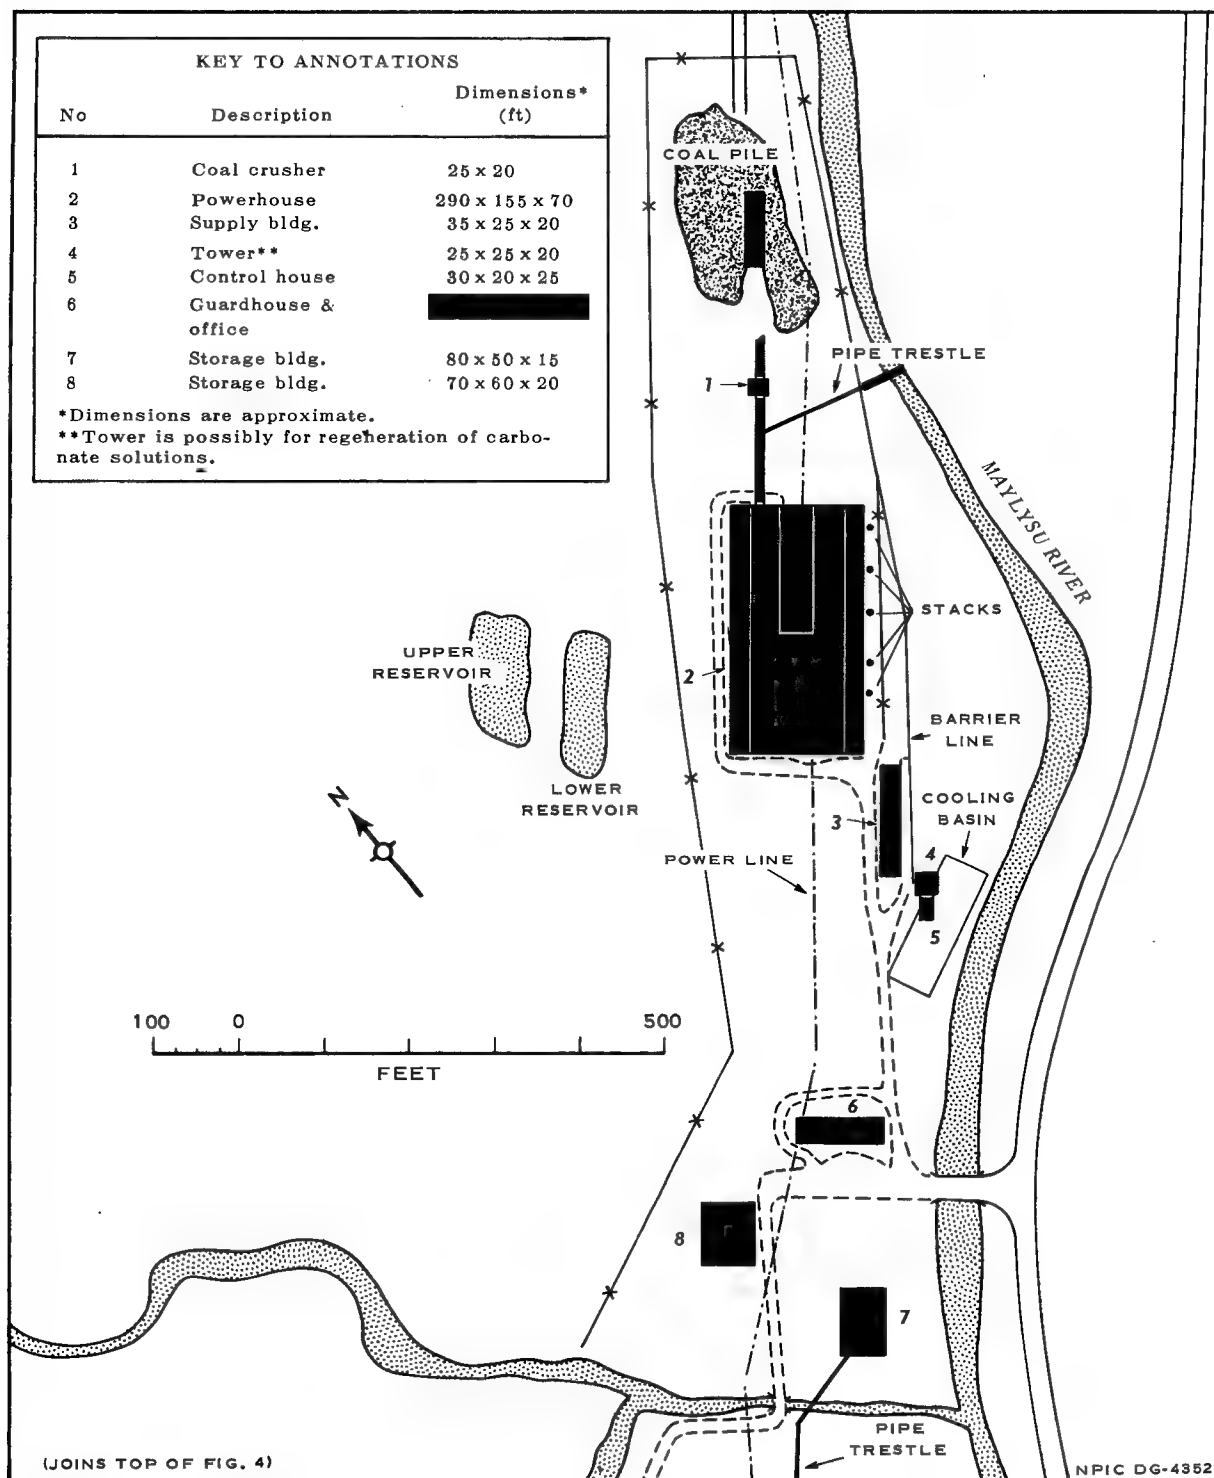 KEY TO ANNOTATIONS
No Description Dimensions* (ft)
1 Coal crusher 25 x 20
2 Powerhouse 290 x 155 x 70
3 Supply bldg. 35 x 25 x 20
4 Tower** 25 x 25 x 20
5 Control house 30 x 20 x 25
6 Guardhouse &
office
7 Storage bldg. 80 x 50 x 15
8 Storage bldg. 70 x 60 x 20
*Dimensions are approximate.
**Tower is possibly for regeneration of carbo-
nate solutions.
COAL PILE
PIPE TRESTLE
1
MAYLYSU RIVER
STACKS
UPPER
RESERVOIR
2
BARRIER
LINE
LOWER
RESERVOIR
N
COOLING
BASIN
3
POWER LINE
4
5
100 0 500
FEET
6
8
7
PIPE
TRESTLE
(JOINS TOP OF FIG. 4)
NPIC DG-4352